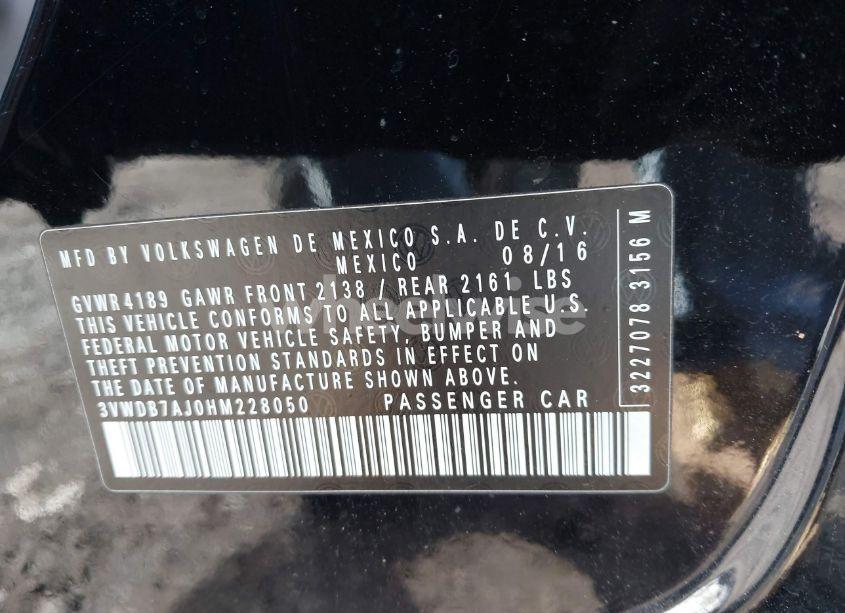 MFD BY VOLKSWAGEN DE MEXICO S.A. DE C.V.
MEXICO 08/16
GVWR4189 GAWR FRONT 2138 / REAR 2161 LBS
THIS VEHICLE CONFORMS TO ALL APPLICABLE U.S.
FEDERAL MOTOR VEHICLE SAFETY, BUMPER AND
THEFT PREVENTION STANDARDS IN EFFECT ON
THE DATE OF MANUFACTURE SHOWN ABOVE.
3VWDB7AJ0HM228050 PASSENGER CAR
3227078 3156 M
wheelwise